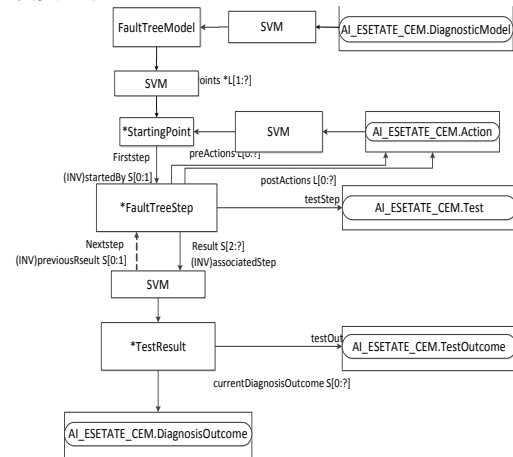 FaultTreeModel
SVM
AI_ESETATE_CEM.DiagnosticModel
SVM
oints *L[1:?]
*StartingPoint
SVM
AI_ESETATE_CEM.Action
preActions L[0:?]
Firststep
(INV)startedBy S[0:1]
postActions L[0:?]
*FaultTreeStep
testStep
AI_ESETATE_CEM.Test
Nextstep
(INV)previousRseult S[0:1]
Result S[2:?]
(INV)associatedStep
SVM
*TestResult
testOut
AI_ESETATE_CEM.TestOutcome
currentDiagnosisOutcome S[0:?]
AI_ESETATE_CEM.DiagnosisOutcome